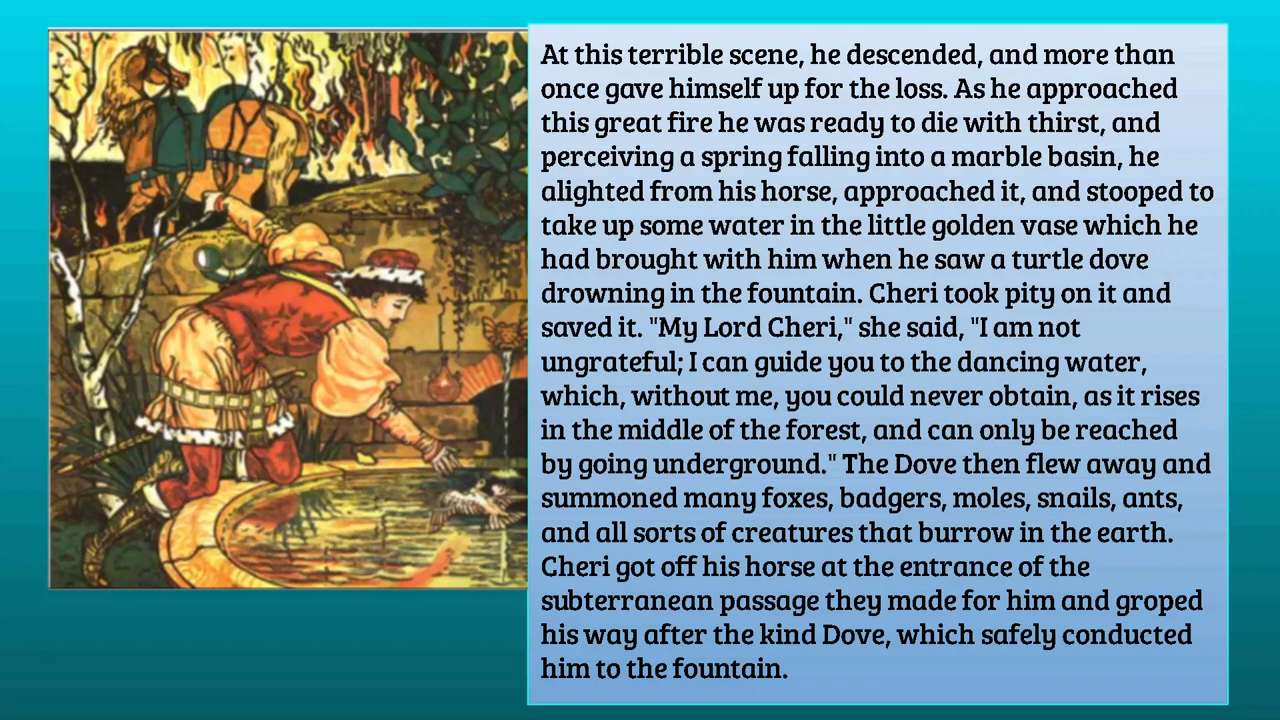 At this terrible scene, he descended, and more than
once gave himself up for the loss. As he approached
this great fire he was ready to die with thirst, and
perceiving a spring falling into a marble basin, he
alighted from his horse, approached it, and stooped to
take up some water in the little golden vase which he
had brought with him when he saw a turtle dove
drowning in the fountain. Cheri took pity on it and
saved it. "My Lord Cheri," she said, "I am not
ungrateful; I can guide you to the dancing water,
which, without me, you could never obtain, as it rises
in the middle of the forest, and can only be reached
by going underground." The Dove then flew away and
summoned many foxes, badgers, moles, snails, ants,
and all sorts of creatures that burrow in the earth.
Cheri got off his horse at the entrance of the
subterranean passage they made for him and groped
his way after the kind Dove, which safely conducted
him to the fountain.